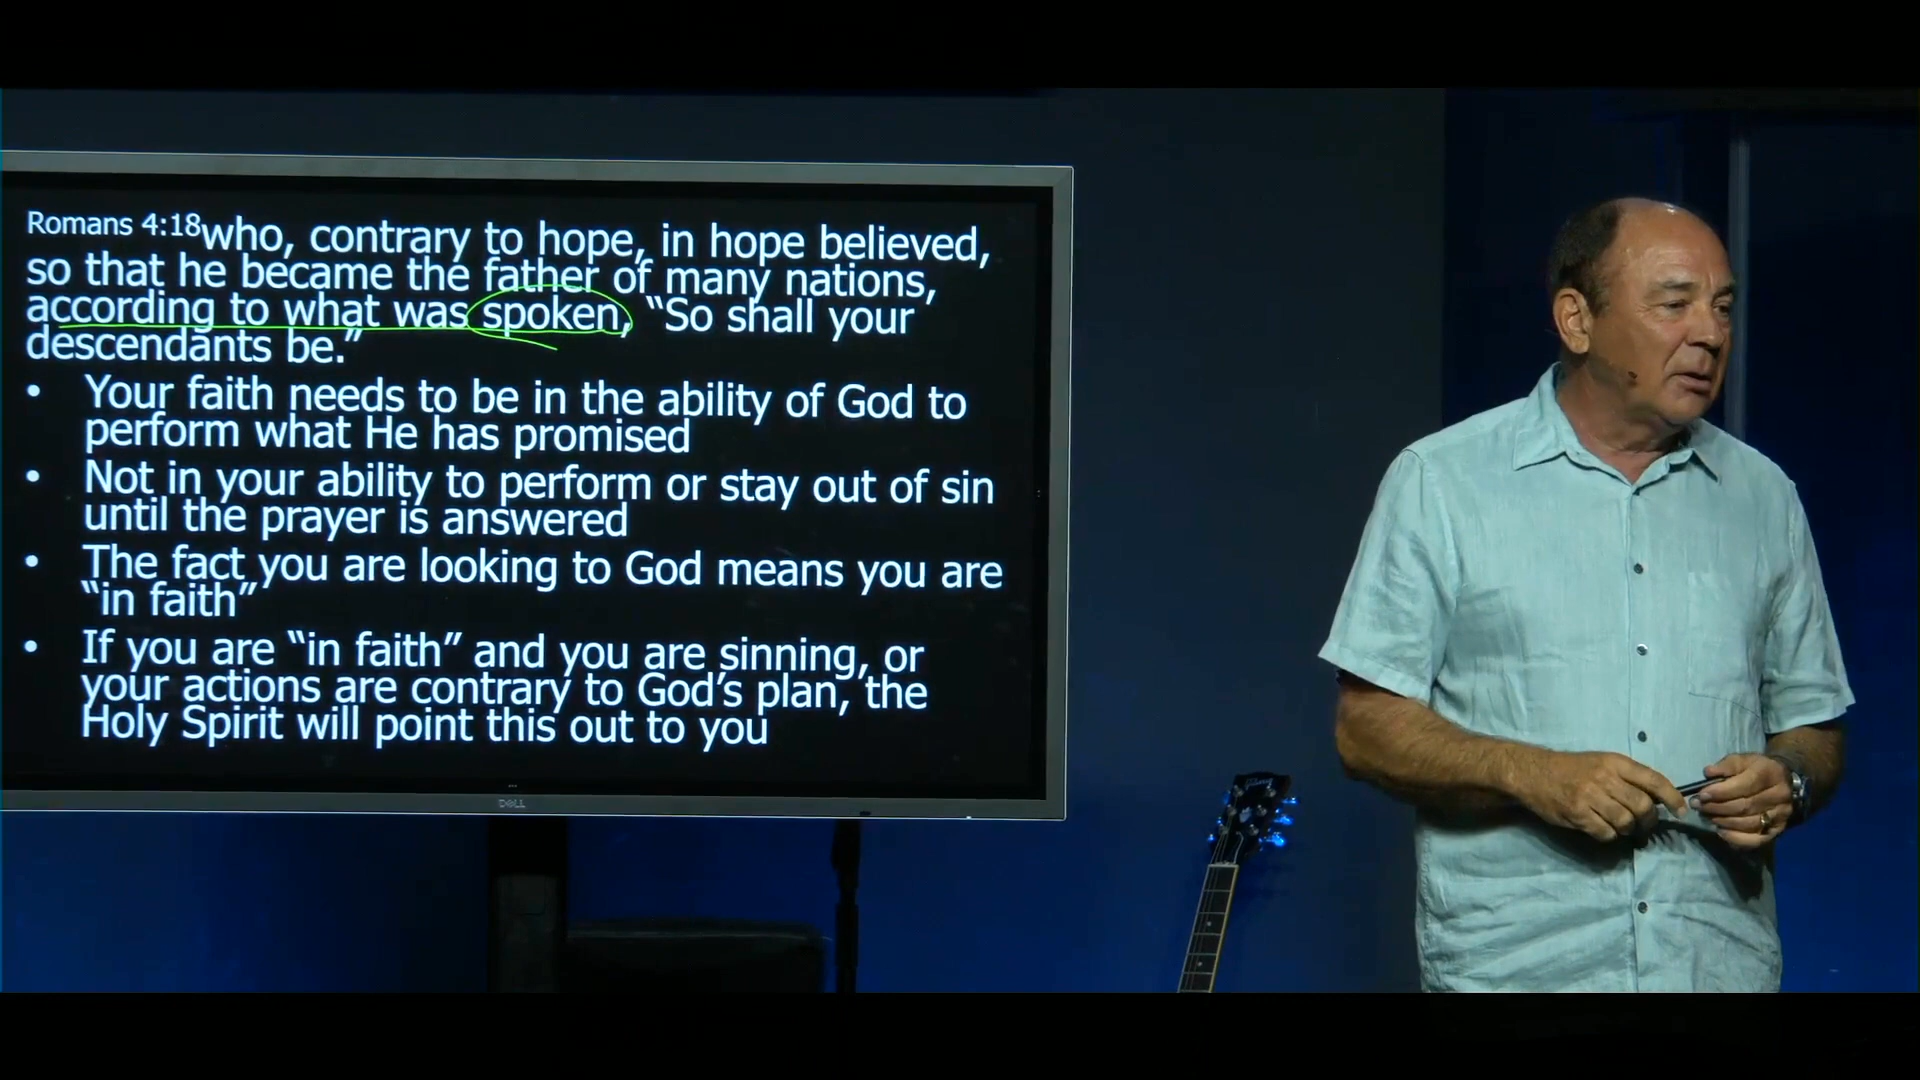 Romans 4:18who, contrary to hope, in hope believed,
so that he became the father of many nations,
according to what was spoken, “So shall your
descendants be.”
• Your faith needs to be in the ability of God to
perform what He has promised
• Not in your ability to perform or stay out of sin
until the prayer is answered
• The fact you are looking to God means you are
“in faith”
• If you are “in faith” and you are sinning, or
your actions are contrary to God’s plan, the
Holy Spirit will point this out to you
DELL